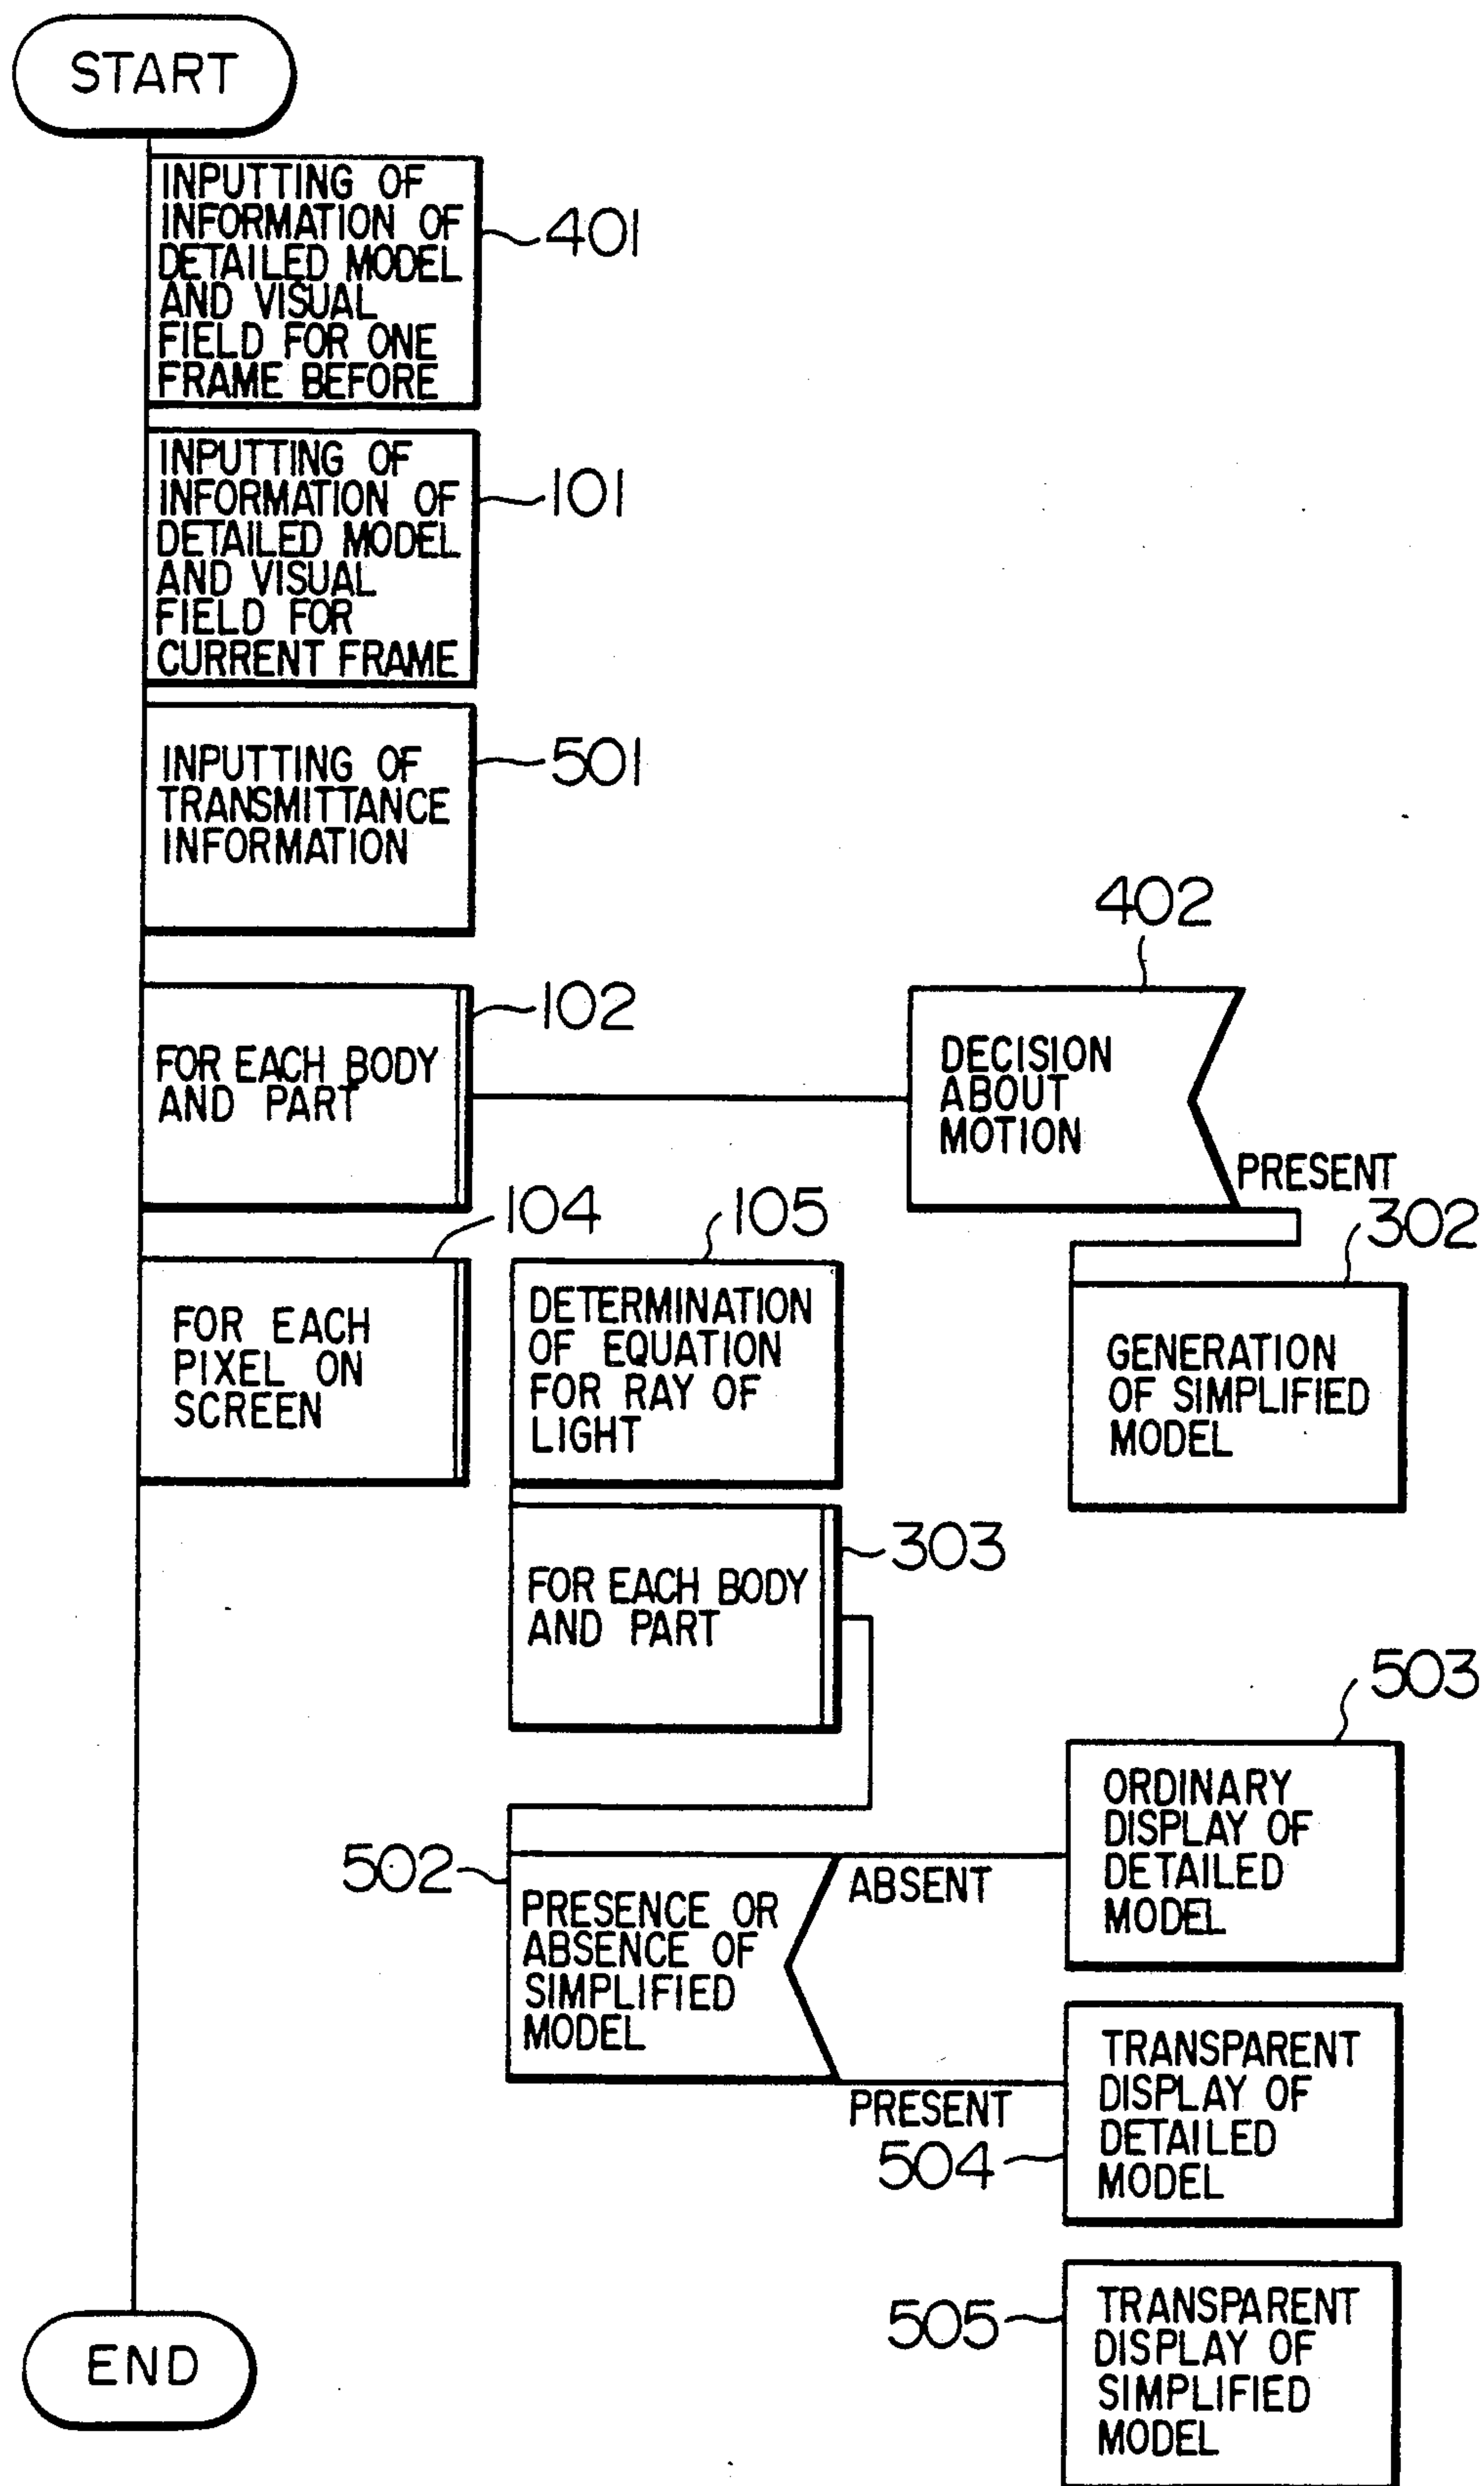 START
INPUTTING OF
INFORMATION OF
DETAILED MODEL
AND VISUAL
FIELD FOR ONE
FRAME BEFORE
401
INPUTTING OF
INFORMATION OF
DETAILED MODEL
AND VISUAL
FIELD FOR
CURRENT FRAME
101
INPUTTING OF
TRANSMITTANCE
INFORMATION
501
FOR EACH BODY
AND PART
102
402
DECISION
ABOUT
MOTION
PRESENT
302
GENERATION
OF SIMPLIFIED
MODEL
104
FOR EACH
PIXEL ON
SCREEN
105
DETERMINATION
OF EQUATION
FOR RAY OF
LIGHT
303
FOR EACH BODY
AND PART
502
PRESENCE OR
ABSENCE OF
SIMPLIFIED
MODEL
ABSENT
503
ORDINARY
DISPLAY OF
DETAILED
MODEL
PRESENT
504
TRANSPARENT
DISPLAY OF
DETAILED
MODEL
505
TRANSPARENT
DISPLAY OF
SIMPLIFIED
MODEL
END